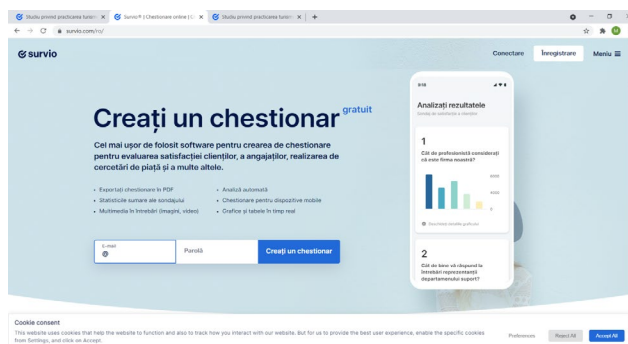 Studiu privind practicarea turism
Survio® | Chestionare online | C
Studiu privind practicarea turism
survio.com/ro/
survio
Conectare
Înregistrare
Meniu
Creați un chestionar gratuit
Cel mai ușor de folosit software pentru crearea de chestionare
pentru evaluarea satisfacției clienților, a angajaților, realizarea de
cercetări de piață și a multe altele.
• Exportați chestionare în PDF
• Statisticile sumare ale sondajului
• Multimedia în întrebări (imagini, video)
• Analiză automată
• Chestionare pentru dispozitive mobile
• Grafice și tabele în timp real
E-mail
@
Parolă
Creați un chestionar
Analizați rezultatele
1
Cât de profesionistă considerați
că este firma noastră?
4000
0
2
Cât de bine vă răspund la
întrebări reprezentanții
departamentului suport?
Cookie consent
This website uses cookies that help the website to function and also to track how you interact with our website. But for us to provide the best user experience, enable the specific cookies
from Settings, and click on Accept.
Preferences
Reject All
Accept All